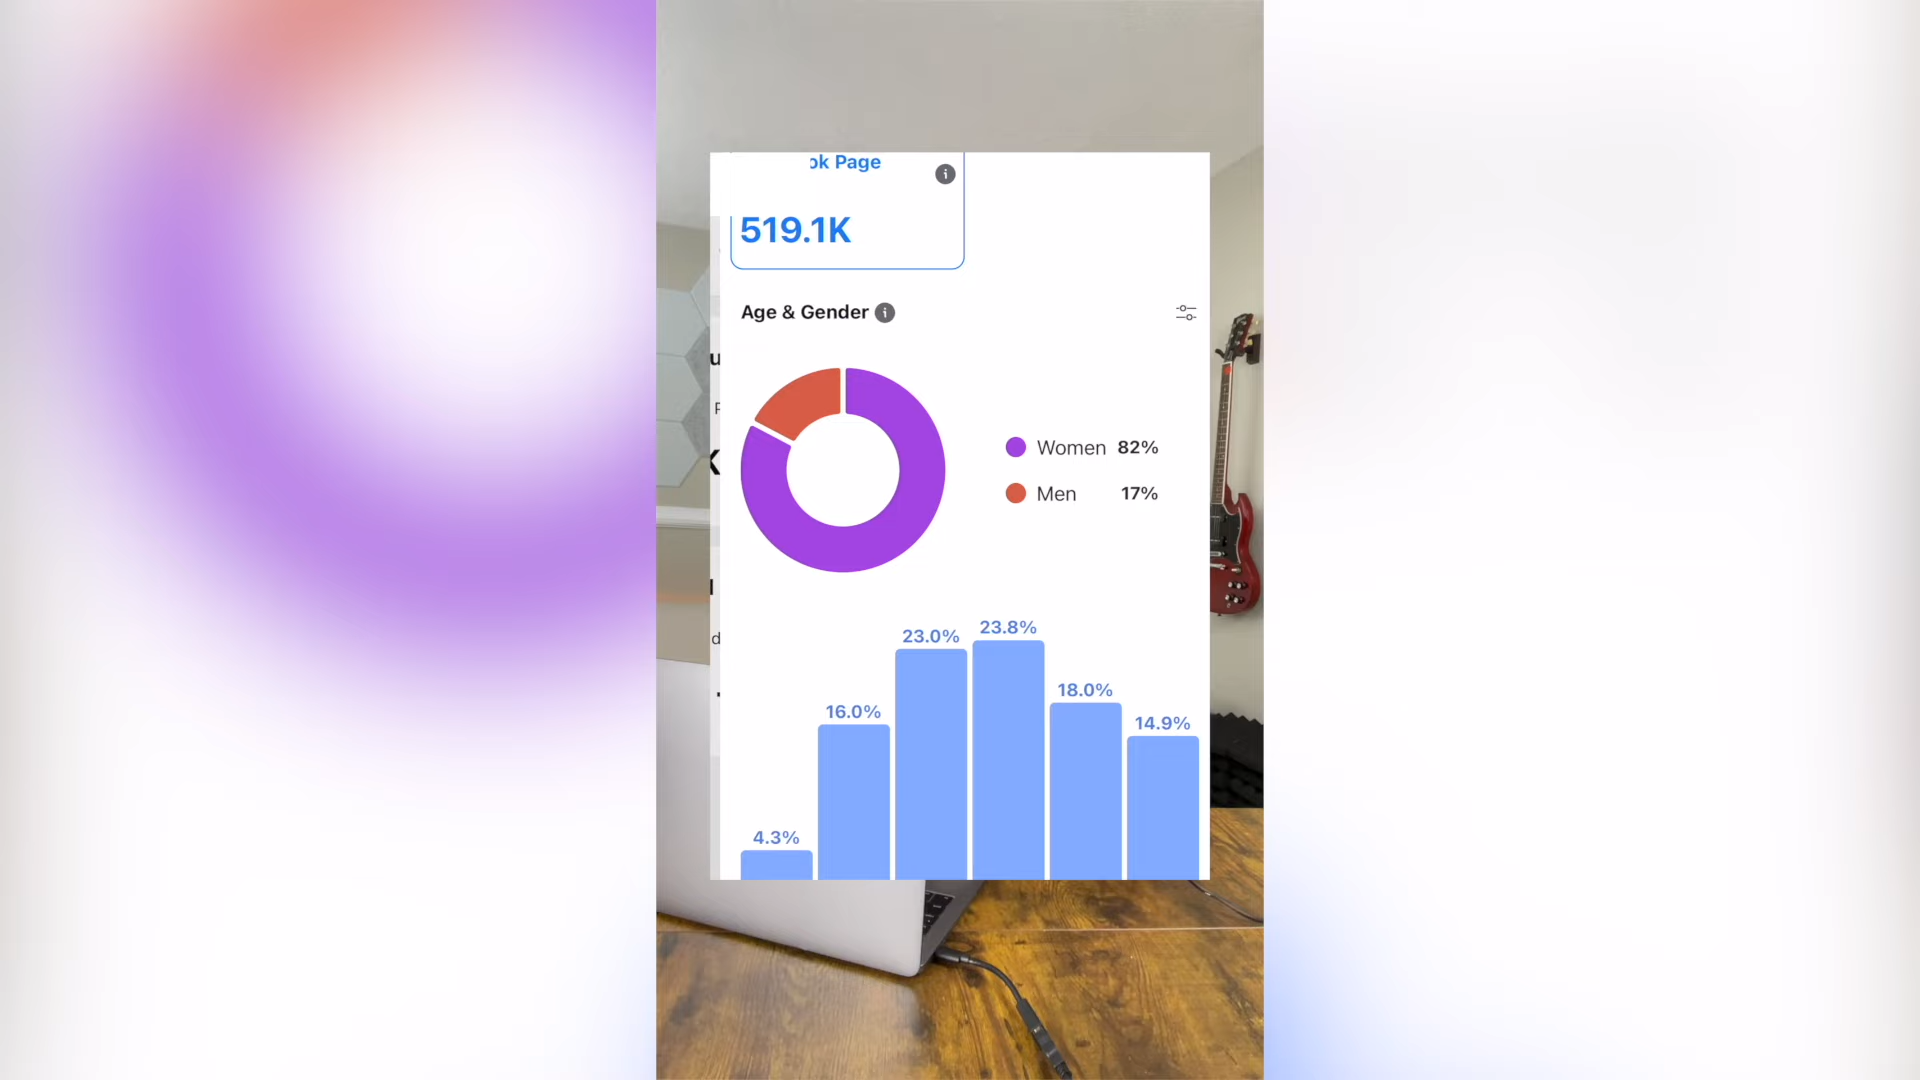 ok Page
519.1K
Age & Gender
Women 82%
Men 17%
23.8%
23.0%
18.0%
16.0%
14.9%
4.3%